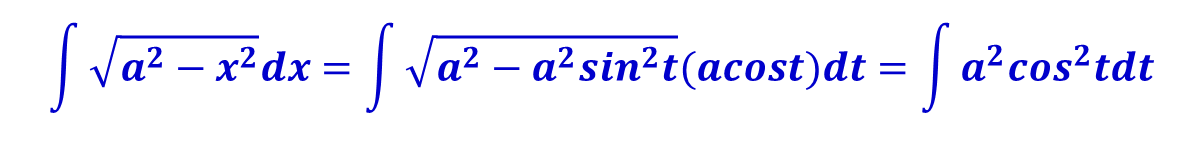 ∫ √(a² − x²) dx = ∫ √(a² − a²sin²t) (acost)dt = ∫ a²cos²tdt